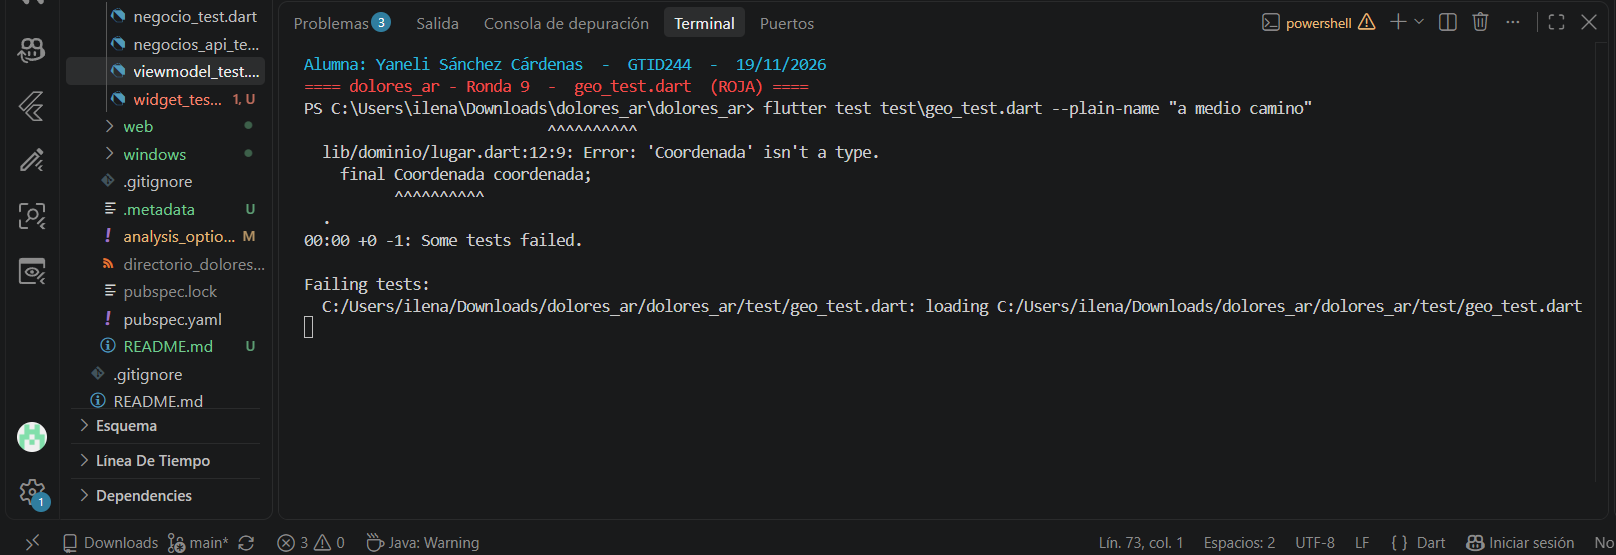 negocio_test.dart
negocios_api_te...
viewmodel_test....
widget_tes... 1, U
web
windows
.gitignore
.metadata U
analysis_optio... M
directorio_dolores...
pubspec.lock
pubspec.yaml
README.md U
.gitignore
README.md
Esquema
Línea De Tiempo
Dependencies
1
Problemas 3 Salida Consola de depuración Terminal Puertos
powershell
Alumna: Yaneli Sánchez Cárdenas  -  GTID244  -  19/11/2026
==== dolores_ar - Ronda 9  -  geo_test.dart  (ROJA) ====
PS C:\Users\ilena\Downloads\dolores_ar\dolores_ar> flutter test test\geo_test.dart --plain-name "a medio camino"
^^^^^^^^^^
lib/dominio/lugar.dart:12:9: Error: 'Coordenada' isn't a type.
final Coordenada coordenada;
^^^^^^^^^^
.
00:00 +0 -1: Some tests failed.
Failing tests:
C:/Users/ilena/Downloads/dolores_ar/dolores_ar/test/geo_test.dart: loading C:/Users/ilena/Downloads/dolores_ar/dolores_ar/test/geo_test.dart
Downloads main* 3 0 Java: Warning Lín. 73, col. 1 Espacios: 2 UTF-8 LF { } Dart Iniciar sesión No